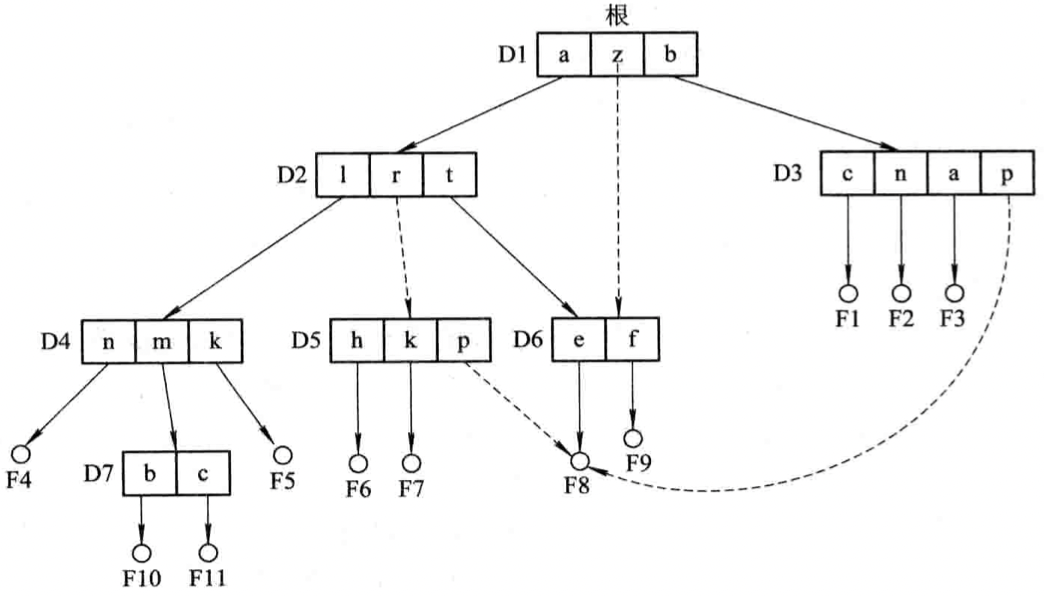 根
D1 a z b
D2 l r t
D3 c n a p
F1 F2 F3
D4 n m k
D5 h k p
D6 e f
F4
D7 b c
F5
F6 F7
F8
F9
F10 F11